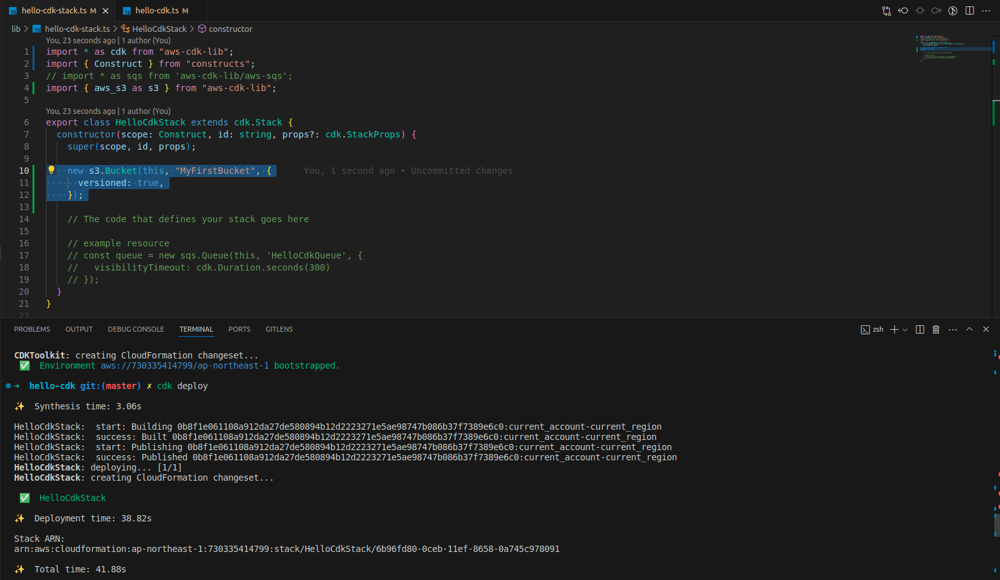 TS hello-cdk-stack.ts M × TS hello-cdk.ts M
lib > TS hello-cdk-stack.ts > HelloCdkStack > constructor
You, 23 seconds ago | 1 author (You)
1 import * as cdk from "aws-cdk-lib";
2 import { Construct } from "constructs";
3 // import * as sqs from 'aws-cdk-lib/aws-sqs';
4 import { aws_s3 as s3 } from "aws-cdk-lib";
5
You, 23 seconds ago | 1 author (You)
6 export class HelloCdkStack extends cdk.Stack {
7 constructor(scope: Construct, id: string, props?: cdk.StackProps) {
8 super(scope, id, props);
9
10 new s3.Bucket(this, "MyFirstBucket", { You, 1 second ago • Uncommitted changes
11 versioned: true,
12 });
13
14 // The code that defines your stack goes here
15
16 // example resource
17 // const queue = new sqs.Queue(this, 'HelloCdkQueue', {
18 //   visibilityTimeout: cdk.Duration.seconds(300)
19 // });
20 }
21 }
22
PROBLEMS OUTPUT DEBUG CONSOLE TERMINAL PORTS GITLENS zsh
CDKToolkit: creating CloudFormation changeset...
✅ Environment aws://730335414799/ap-northeast-1 bootstrapped.
➜ hello-cdk git:(master) ✗ cdk deploy
✨ Synthesis time: 3.06s
HelloCdkStack:  start: Building 0b8f1e061108a912da27de580894b12d2223271e5ae98747b086b37f7389e6c0:current_account-current_region
HelloCdkStack:  success: Built 0b8f1e061108a912da27de580894b12d2223271e5ae98747b086b37f7389e6c0:current_account-current_region
HelloCdkStack:  start: Publishing 0b8f1e061108a912da27de580894b12d2223271e5ae98747b086b37f7389e6c0:current_account-current_region
HelloCdkStack:  success: Published 0b8f1e061108a912da27de580894b12d2223271e5ae98747b086b37f7389e6c0:current_account-current_region
HelloCdkStack: deploying... [1/1]
HelloCdkStack: creating CloudFormation changeset...
✅ HelloCdkStack
✨ Deployment time: 38.82s
Stack ARN:
arn:aws:cloudformation:ap-northeast-1:730335414799:stack/HelloCdkStack/6b96fd80-0ceb-11ef-8658-0a745c978091
✨ Total time: 41.88s